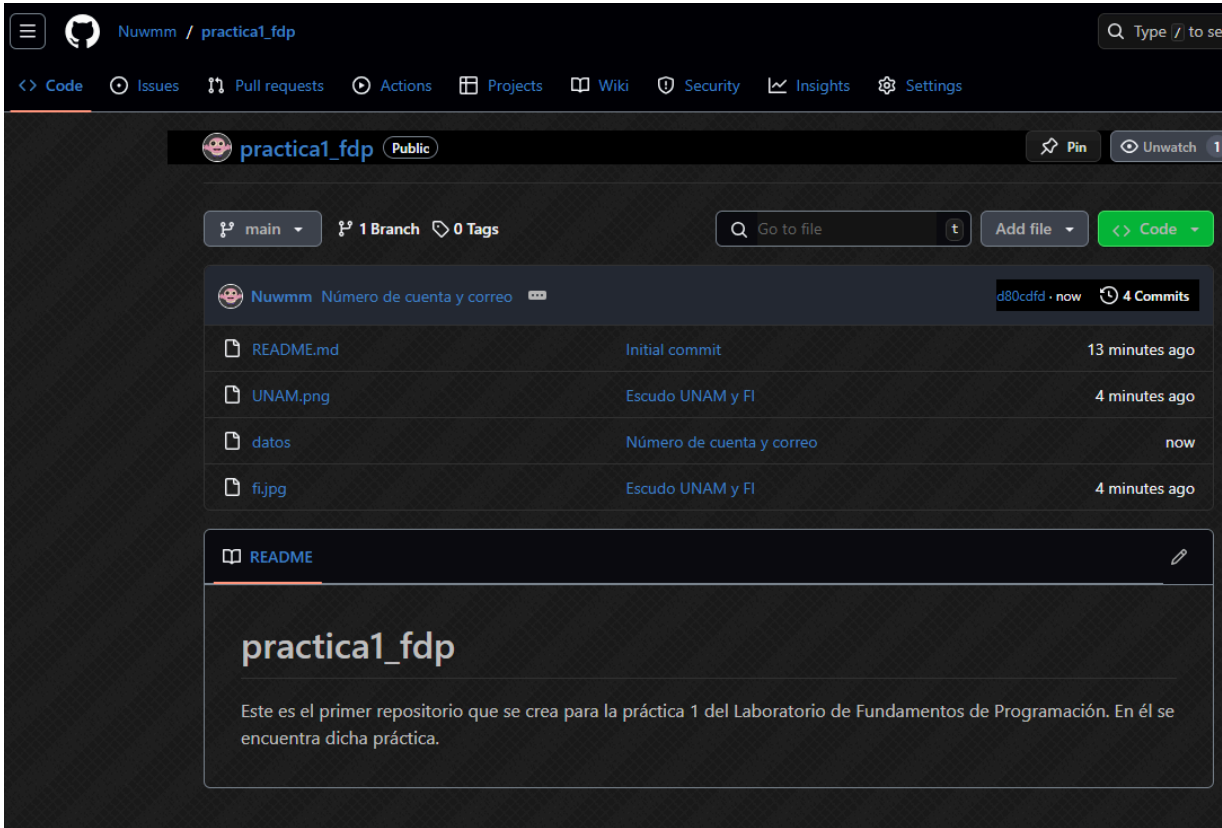 Nuwmm / practica1_fdp
Type / to se
<> Code Issues Pull requests Actions Projects Wiki Security Insights Settings
practica1_fdp Public Pin Unwatch 1
main 1 Branch 0 Tags Go to file t Add file <> Code
Nuwmm Número de cuenta y correo ... d80cdfd · now 4 Commits
README.md Initial commit 13 minutes ago
UNAM.png Escudo UNAM y FI 4 minutes ago
datos Número de cuenta y correo now
fi.jpg Escudo UNAM y FI 4 minutes ago
README
practica1_fdp
Este es el primer repositorio que se crea para la práctica 1 del Laboratorio de Fundamentos de Programación. En él se
encuentra dicha práctica.